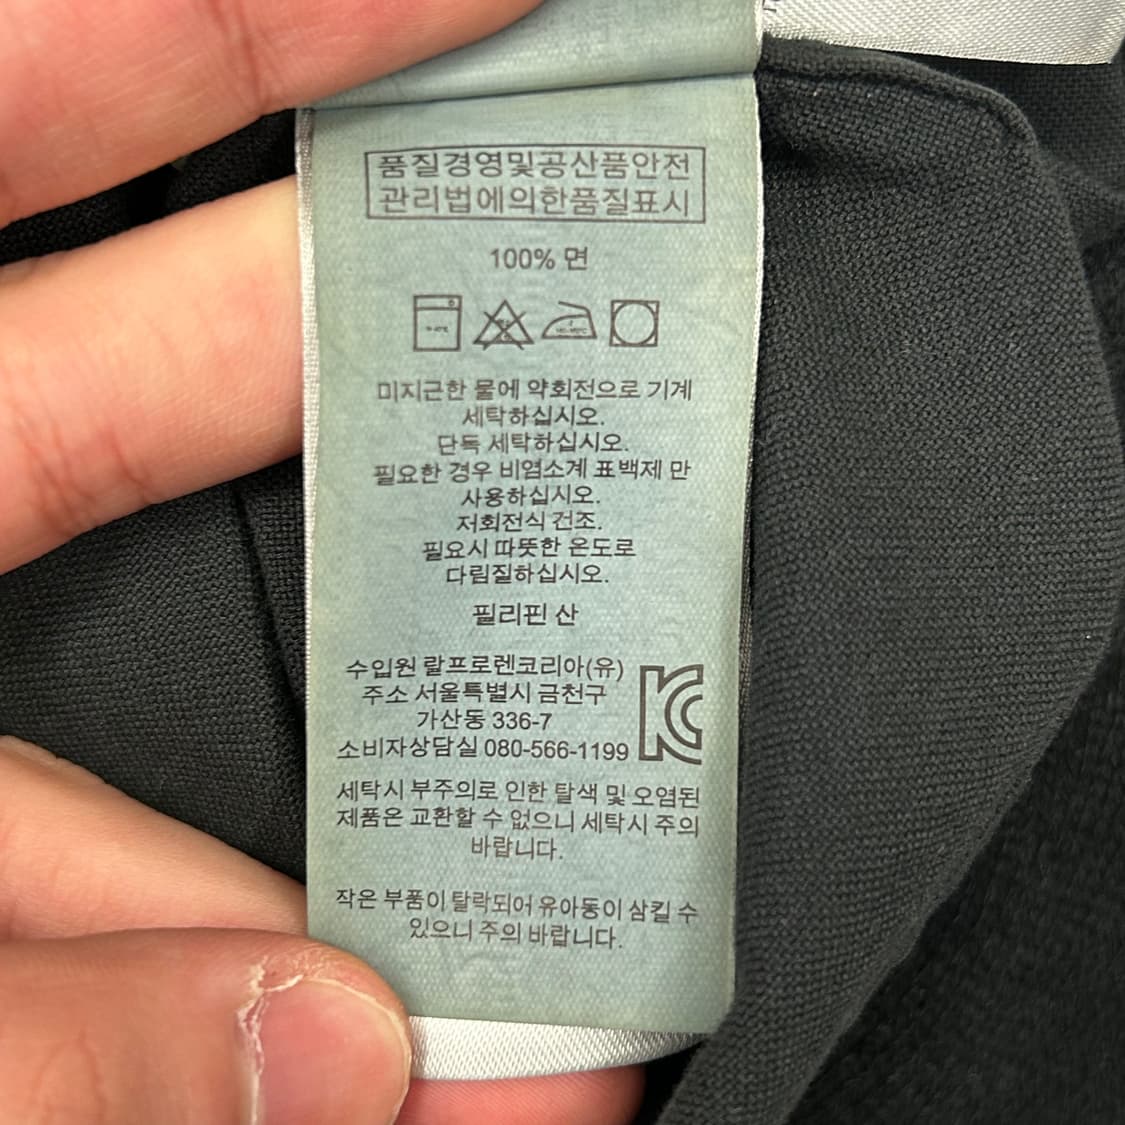 품질경영및공산품안전
관리법에의한품질표시
100% 면
미지근한 물에 약회전으로 기계
세탁하십시오.
단독 세탁하십시오.
필요한 경우 비염소계 표백제 만
사용하십시오.
저회전식 건조.
필요시 따뜻한 온도로
다림질하십시오.
필리핀 산
수입원 랄프로렌코리아(유)
주소 서울특별시 금천구
가산동 336-7
소비자상담실 080-566-1199
세탁시 부주의로 인한 탈색 및 오염된
제품은 교환할 수 없으니 세탁시 주의
바랍니다.
작은 부품이 탈락되어 유아동이 삼킬 수
있으니 주의 바랍니다.